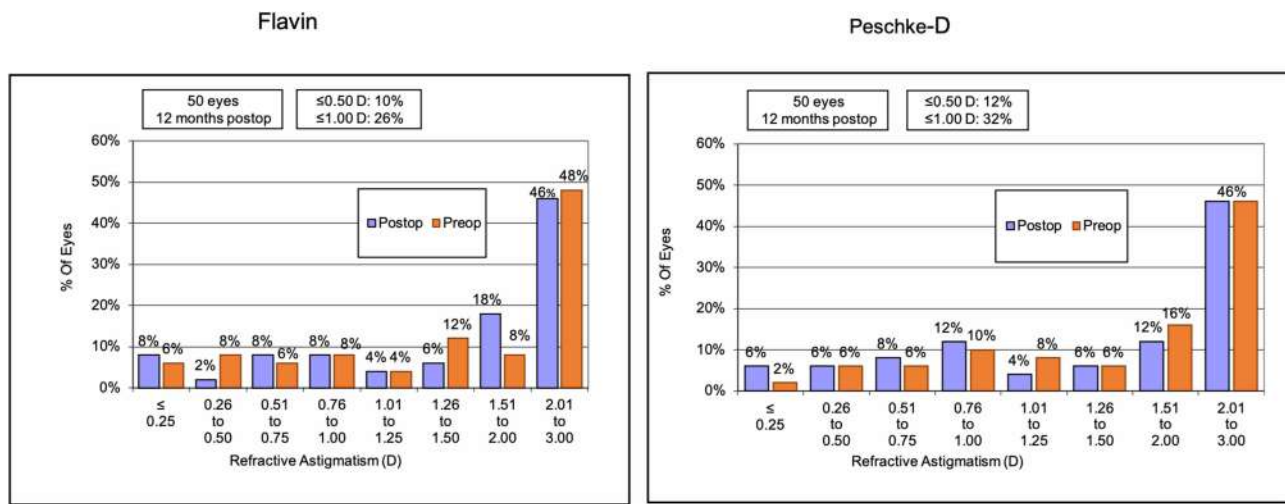 Flavin
50 eyes
12 months postop
≤0.50 D: 10%
≤1.00 D: 26%
60%
50%
40%
30%
20%
10%
0%
% Of Eyes
Postop
Preop
8%
6%
2%
8%
8%
6%
8%
8%
4%
4%
6%
12%
18%
8%
46%
48%
≤
0.25
0.26
to
0.50
0.51
to
0.75
0.76
to
1.00
1.01
to
1.25
1.26
to
1.50
1.51
to
2.00
2.01
to
3.00
Refractive Astigmatism (D)
Peschke-D
50 eyes
12 months postop
≤0.50 D: 12%
≤1.00 D: 32%
60%
50%
40%
30%
20%
10%
0%
% Of Eyes
Postop
Preop
6%
2%
6%
6%
8%
6%
12%
10%
4%
8%
6%
6%
12%
16%
46%
≤
0.25
0.26
to
0.50
0.51
to
0.75
0.76
to
1.00
1.01
to
1.25
1.26
to
1.50
1.51
to
2.00
2.01
to
3.00
Refractive Astigmatism (D)